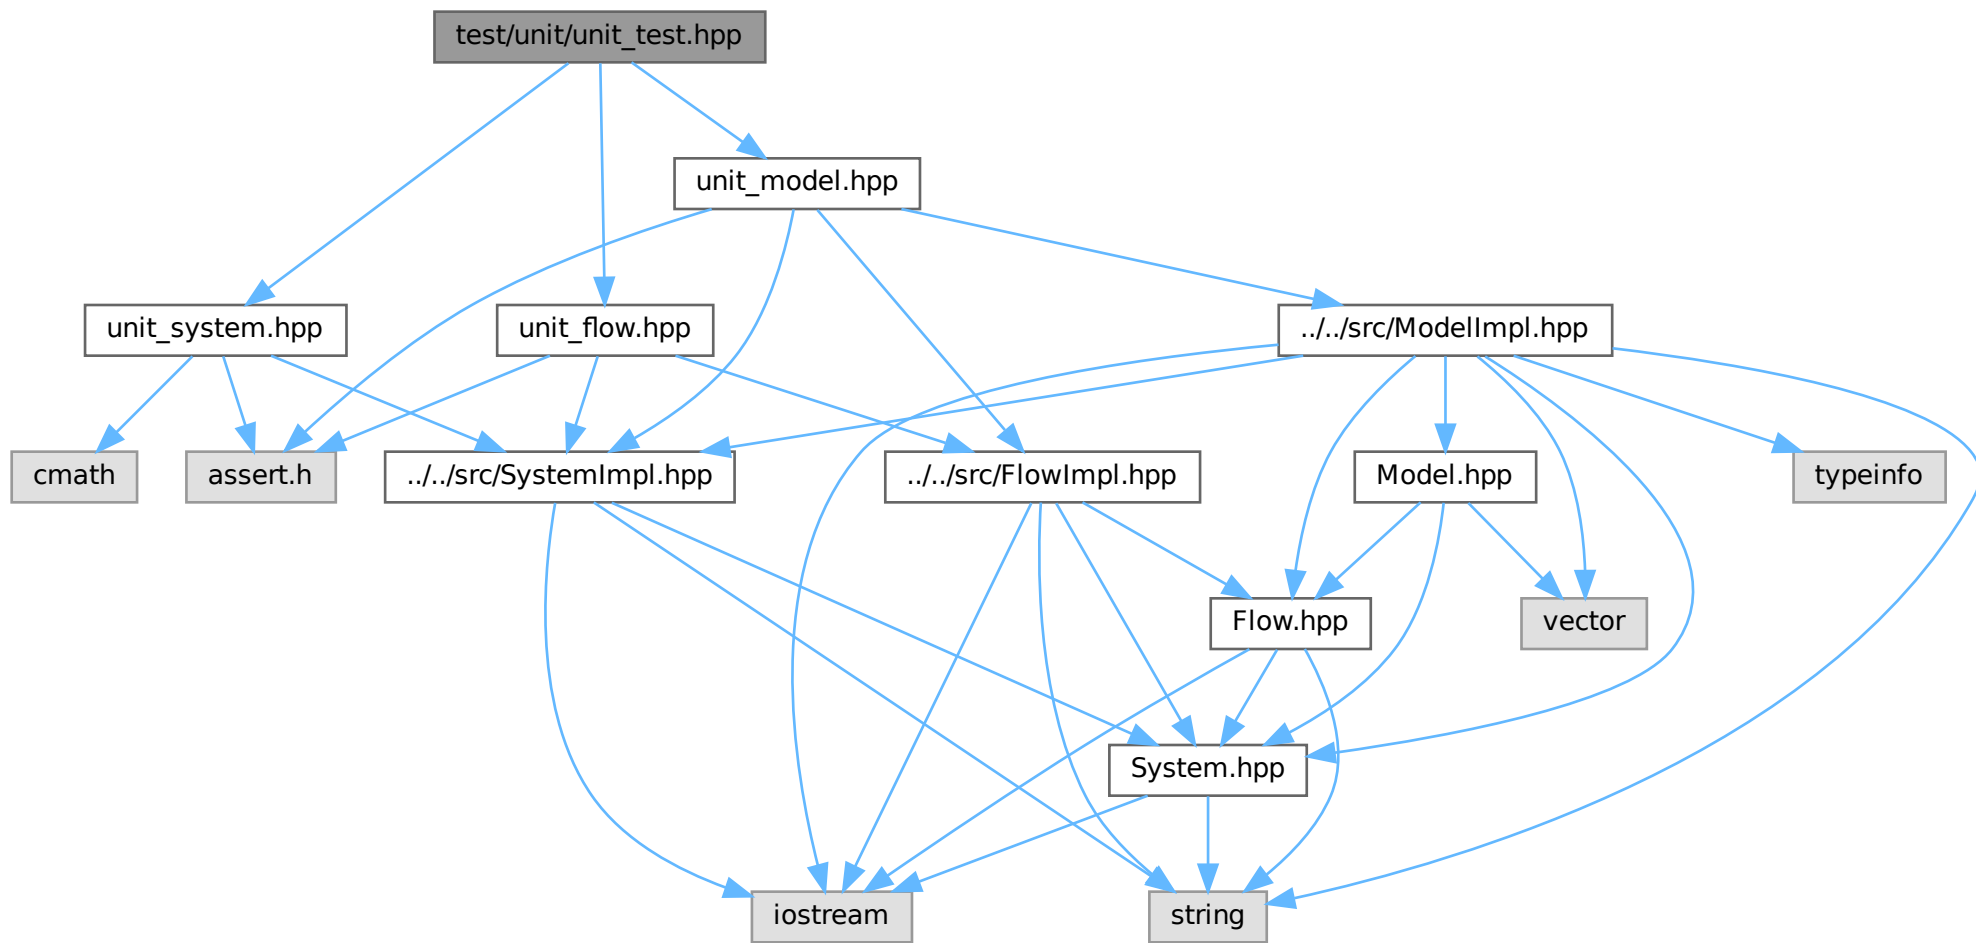 test/unit/unit_test.hpp
unit_model.hpp
unit_system.hpp
unit_flow.hpp
../../src/ModelImpl.hpp
cmath
assert.h
../../src/SystemImpl.hpp
../../src/FlowImpl.hpp
Model.hpp
typeinfo
Flow.hpp
vector
System.hpp
iostream
string